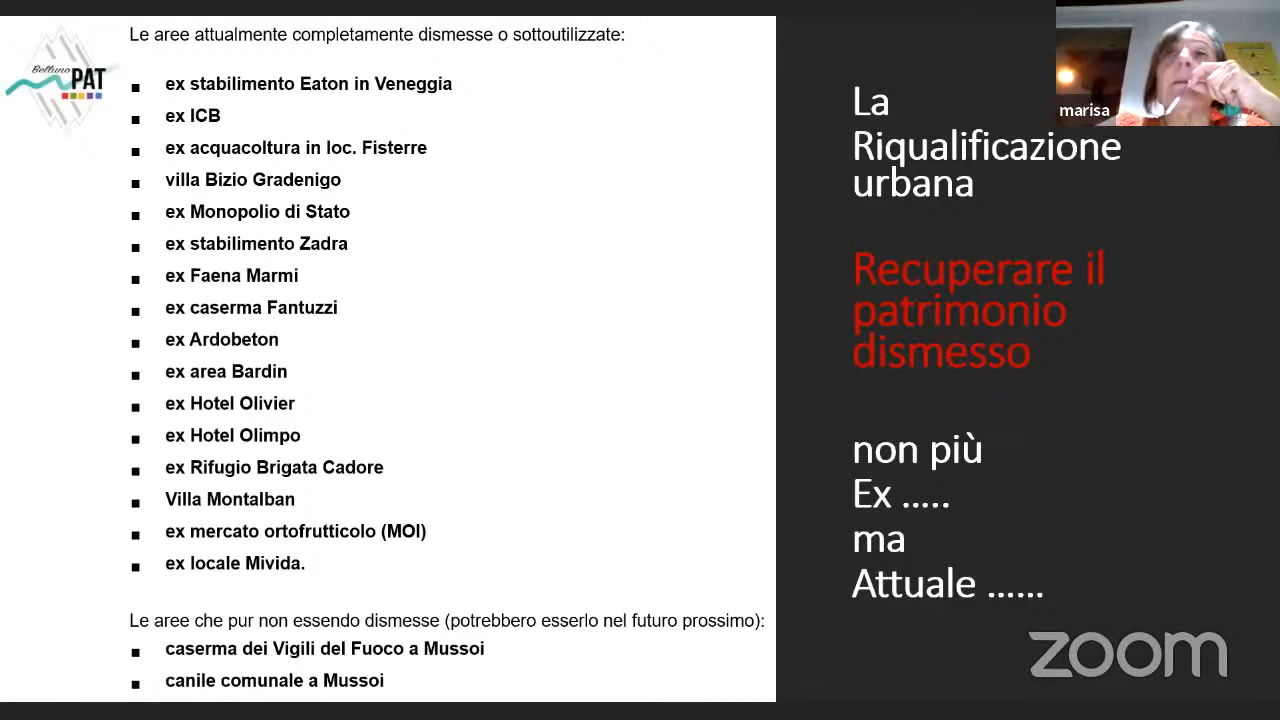 Belluno
PAT
Le aree attualmente completamente dismesse o sottoutilizzate:
ex stabilimento Eaton in Veneggia
ex ICB
ex acquacoltura in loc. Fisterre
villa Bizio Gradenigo
ex Monopolio di Stato
ex stabilimento Zadra
ex Faena Marmi
ex caserma Fantuzzi
ex Ardobeton
ex area Bardin
ex Hotel Olivier
ex Hotel Olimpo
ex Rifugio Brigata Cadore
Villa Montalban
ex mercato ortofrutticolo (MOI)
ex locale Mivida.
Le aree che pur non essendo dismesse (potrebbero esserlo nel futuro prossimo):
caserma dei Vigili del Fuoco a Mussoi
canile comunale a Mussoi
La
Riqualificazione
urbana
Recuperare il
patrimonio
dismesso
non più
Ex .....
ma
Attuale ......
marisa
zoom